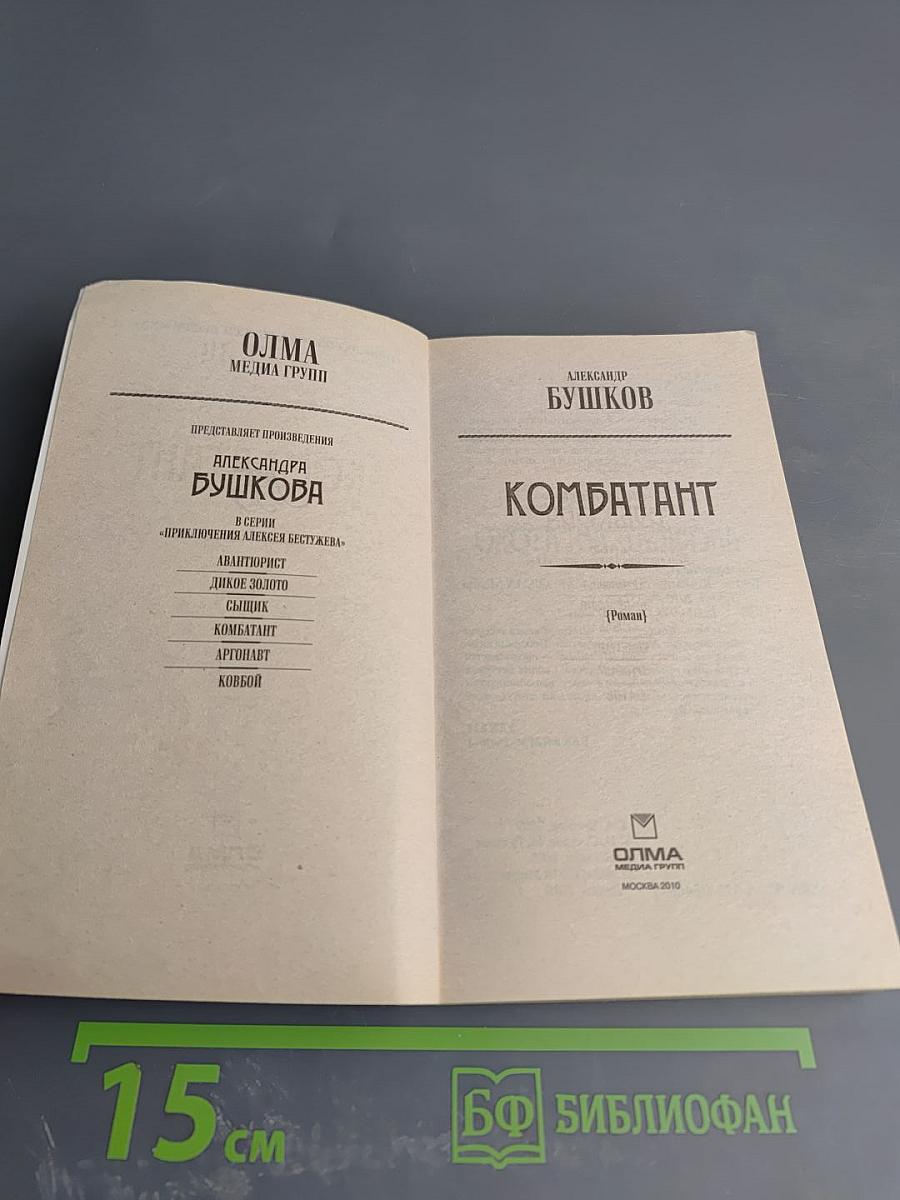 ОЛМА
МЕДИА ГРУПП
ПРЕДСТАВЛЯЕТ ПРОИЗВЕДЕНИЯ
АЛЕКСАНДРА
БУШКОВА
В СЕРИИ
«ПРИКЛЮЧЕНИЯ АЛЕКСЕЯ БЕСТУЖЕВА»
АВАНТЮРИСТ
ДИКОЕ ЗОЛОТО
СЫЩИК
КОМБАТАНТ
АРГОНАВТ
КОВБОЙ
АЛЕКСАНДР
БУШКОВ
КОМБАТАНТ
{Роман}
ОЛМА
МЕДИА ГРУПП
МОСКВА 2010
15 см
БФ БИБЛИОФАН